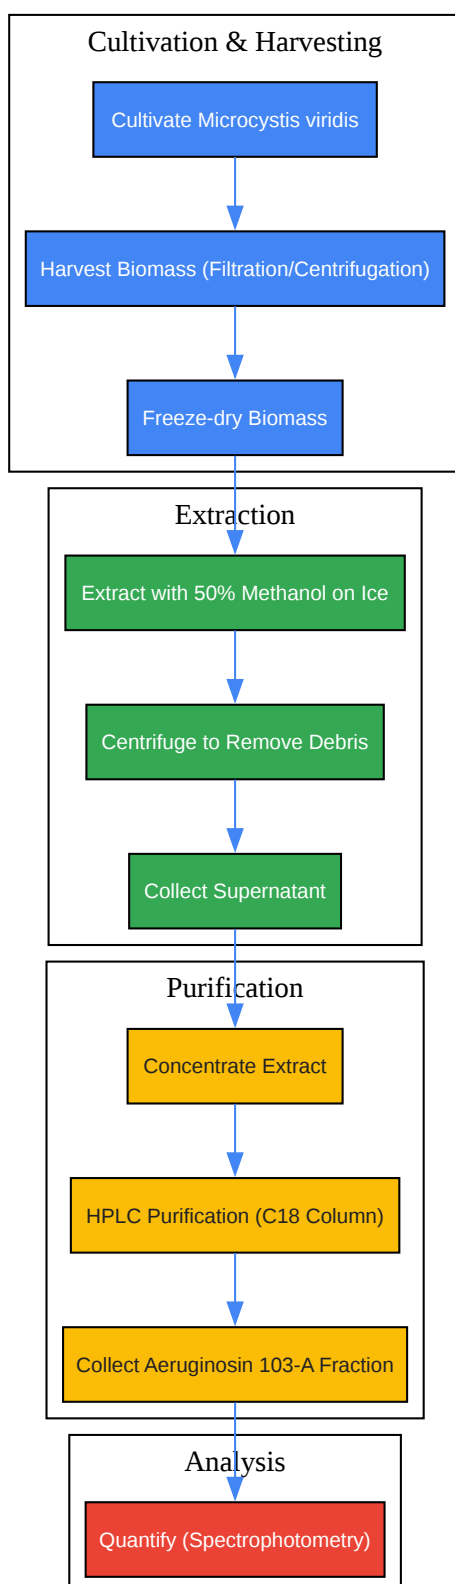 Cultivation & Harvesting
Cultivate Microcystis viridis
Harvest Biomass (Filtration/Centrifugation)
Freeze-dry Biomass
Extraction
Extract with 50% Methanol on Ice
Centrifuge to Remove Debris
Collect Supernatant
Purification
Concentrate Extract
HPLC Purification (C18 Column)
Collect Aeruginosin 103-A Fraction
Analysis
Quantify (Spectrophotometry)